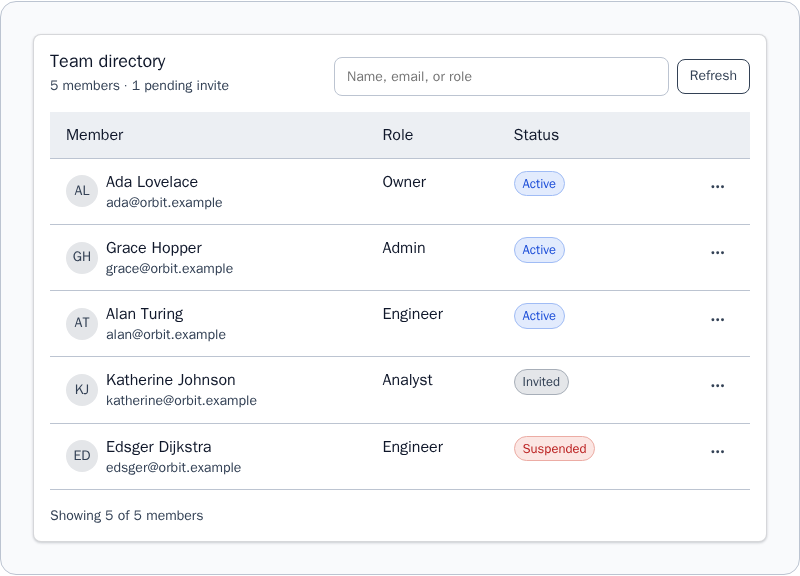 Team directory
5 members · 1 pending invite
Name, email, or role
Refresh
Member Role Status
AL Ada Lovelace Owner Active ...
ada@orbit.example
GH Grace Hopper Admin Active ...
grace@orbit.example
AT Alan Turing Engineer Active ...
alan@orbit.example
KJ Katherine Johnson Analyst Invited ...
katherine@orbit.example
ED Edsger Dijkstra Engineer Suspended ...
edsger@orbit.example
Showing 5 of 5 members